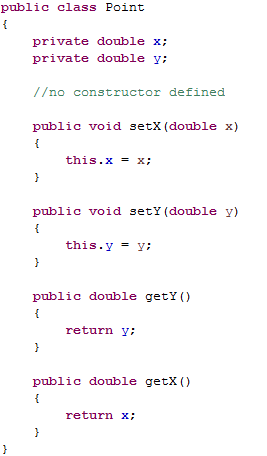 public class Point
{
    private double x;
    private double y;

    //no constructor defined

    public void setX(double x)
    {
        this.x = x;
    }

    public void setY(double y)
    {
        this.y = y;
    }

    public double getY()
    {
        return y;
    }

    public double getX()
    {
        return x;
    }
}